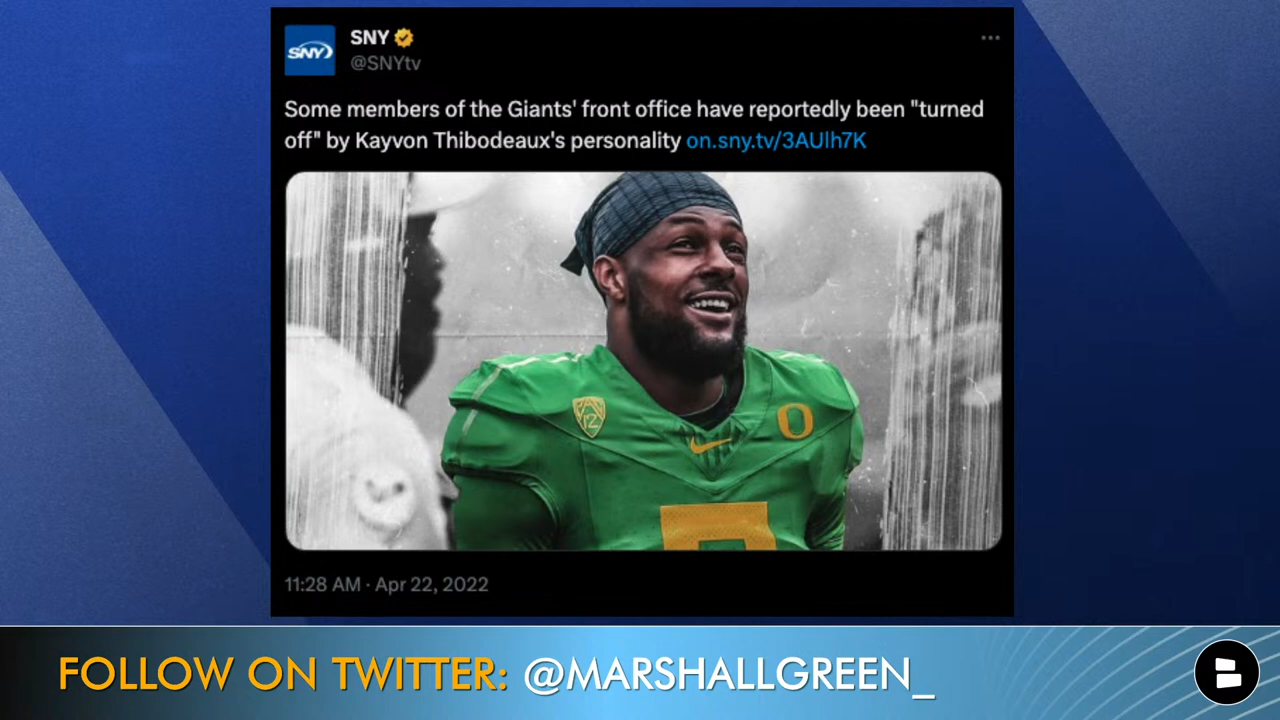 SNY
SNY
@SNYtv
Some members of the Giants' front office have reportedly been "turned
off" by Kayvon Thibodeaux's personality on.sny.tv/3AUlh7K
12
O
11:28 AM · Apr 22, 2022
FOLLOW ON TWITTER: @MARSHALLGREEN_